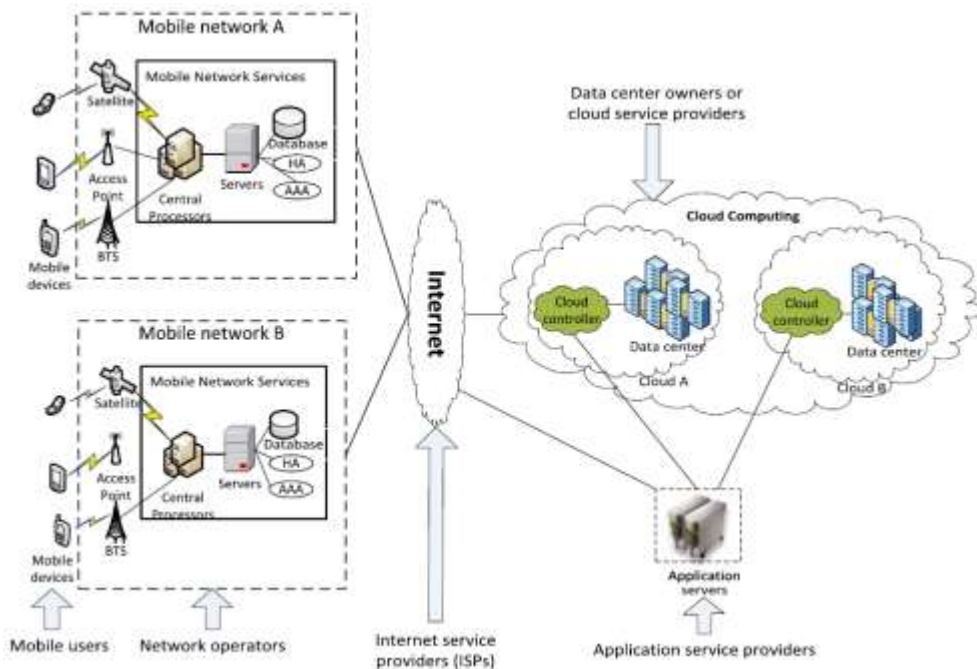 Mobile network A
Mobile Network Services
Satellite
Database
HA
AAA
Servers
Access
Point
Central
Processors
BTS
Mobile
devices
Mobile network B
Mobile Network Services
Satellite
Database
HA
AAA
Servers
Access
Point
Central
Processors
BTS
Mobile
devices
Mobile users
Network operators
Internet
Internet service
providers (ISPs)
Data center owners or
cloud service providers
Cloud Computing
Cloud
controller
Data center
Cloud A
Cloud
controller
Data center
Cloud B
Application
servers
Application service providers